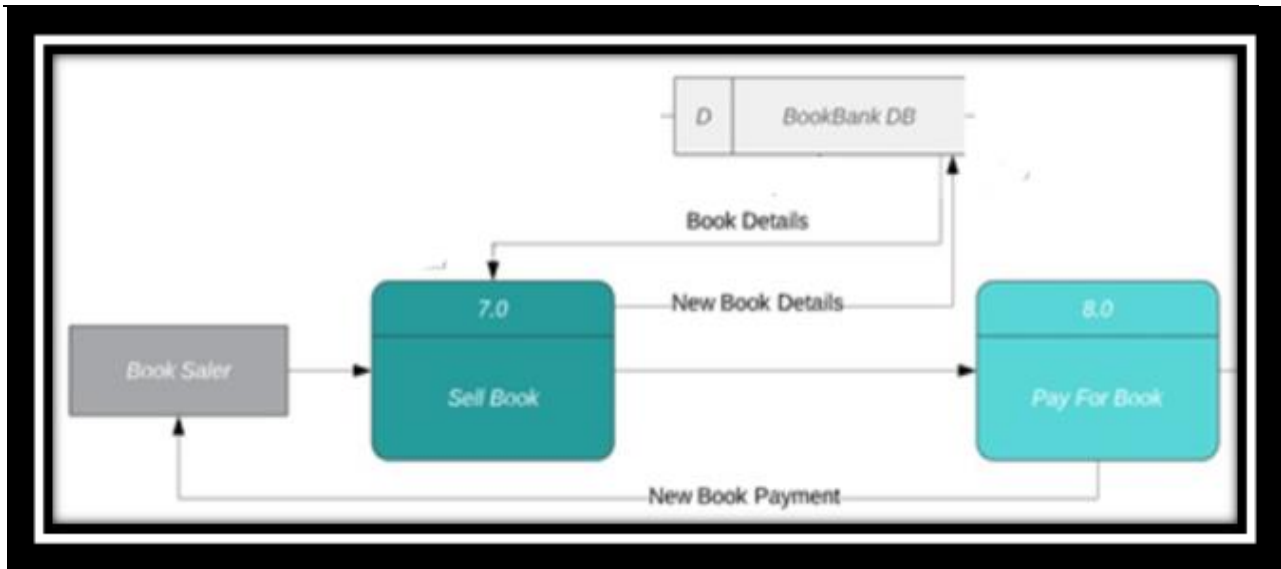 D
BookBank DB
Book Details
7.0
New Book Details
8.0
Book Saler
Sell Book
Pay For Book
New Book Payment